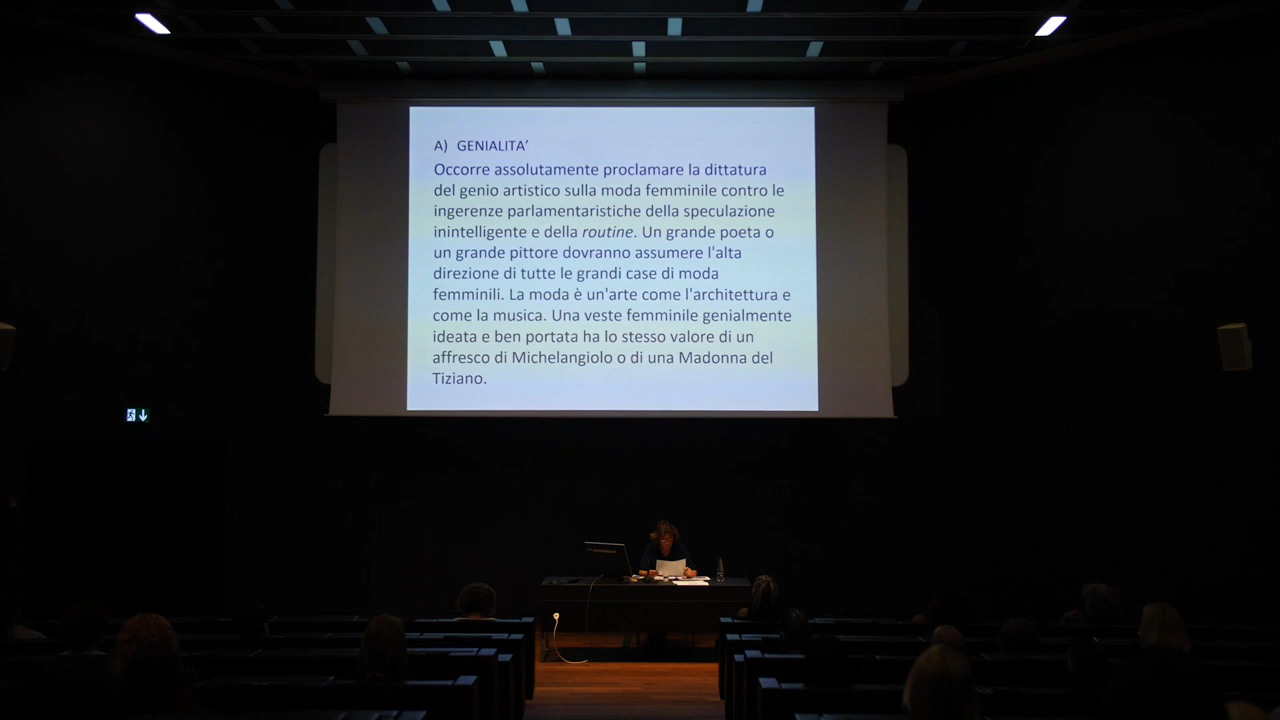 A) GENIALITA’
Occorre assolutamente proclamare la dittatura
del genio artistico sulla moda femminile contro le
ingerenze parlamentaristiche della speculazione
inintelligente e della routine. Un grande poeta o
un grande pittore dovranno assumere l'alta
direzione di tutte le grandi case di moda
femminili. La moda è un'arte come l'architettura e
come la musica. Una veste femminile genialmente
ideata e ben portata ha lo stesso valore di un
affresco di Michelangiolo o di una Madonna del
Tiziano.